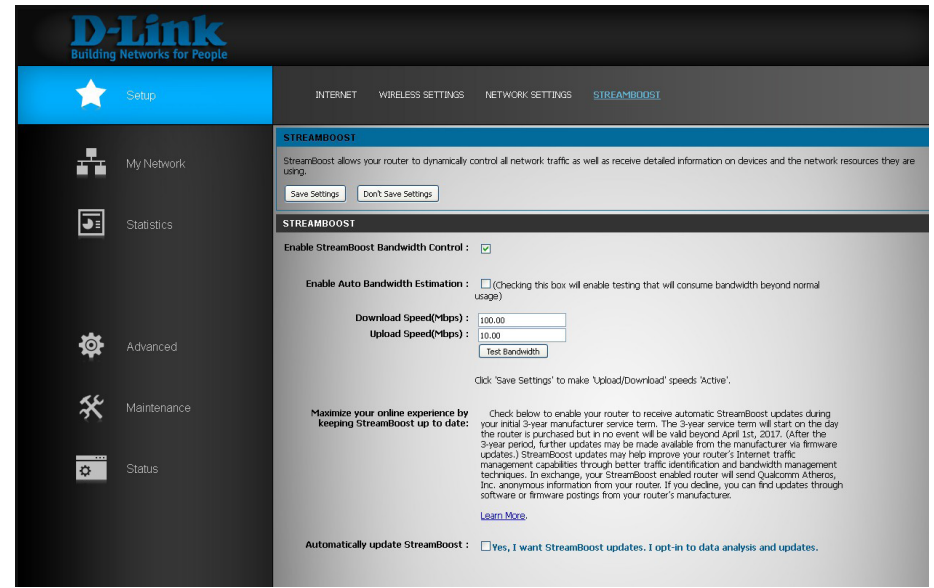 D-Link
Building Networks for People
Setup
INTERNET WIRELESS SETTINGS NETWORK SETTINGS STREAMBOOST
My Network
Statistics
Advanced
Maintenance
Status
STREAMBOOST
StreamBoost allows your router to dynamically control all network traffic as well as receive detailed information on devices and the network resources they are
using.
Save Settings Don't Save Settings
STREAMBOOST
Enable StreamBoost Bandwidth Control :
Enable Auto Bandwidth Estimation : (Checking this box will enable testing that will consume bandwidth beyond normal
usage)
Download Speed(Mbps) : 100.00
Upload Speed(Mbps) : 10.00
Test Bandwidth
Click 'Save Settings' to make 'Upload/Download' speeds 'Active'.
Maximize your online experience by
keeping StreamBoost up to date:
Check below to enable your router to receive automatic StreamBoost updates during
your initial 3-year manufacturer service term. The 3-year service term will start on the day
the router is purchased but in no event will be valid beyond April 1st, 2017. (After the
3-year period, further updates may be made available from the manufacturer via firmware
updates.) StreamBoost updates may help improve your router's Internet traffic
management capabilities through better traffic identification and bandwidth management
techniques. In exchange, your StreamBoost enabled router will send Qualcomm Atheros,
Inc. anonymous information from your router. If you decline, you can find updates through
software or firmware postings from your router's manufacturer.
Learn More.
Automatically update StreamBoost : Yes, I want StreamBoost updates. I opt-in to data analysis and updates.